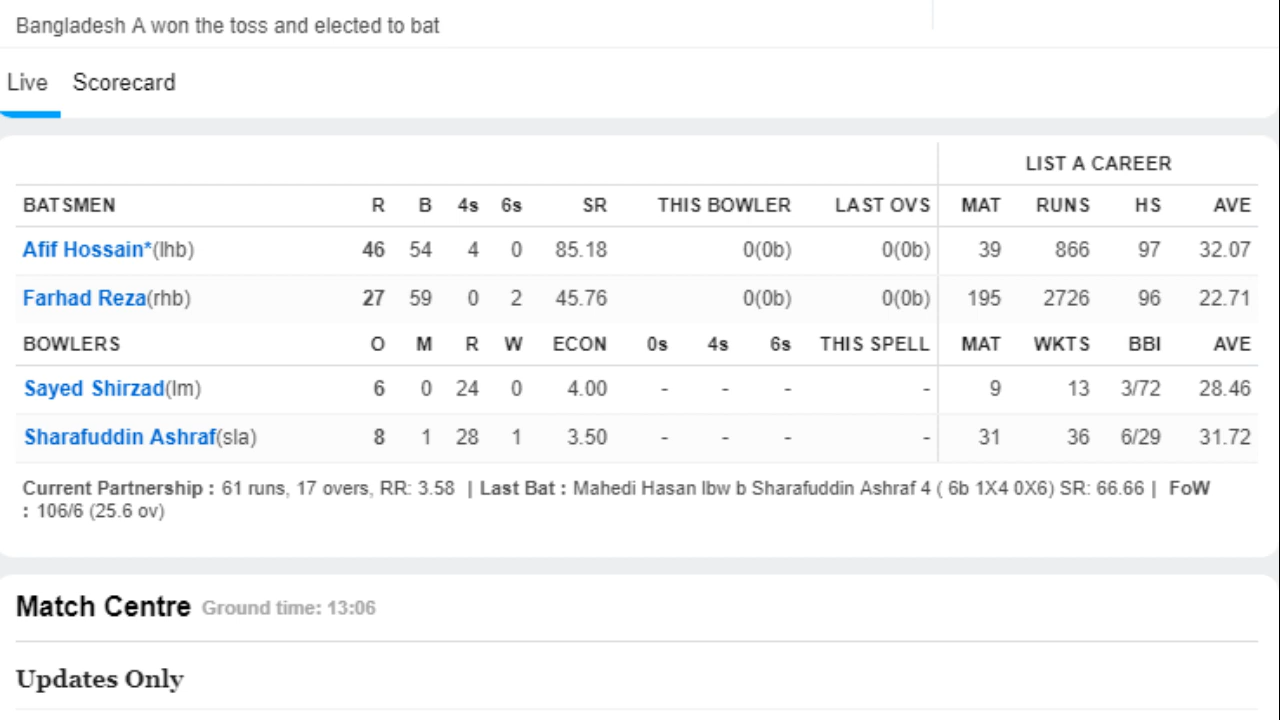 Bangladesh A won the toss and elected to bat
Live Scorecard
LIST A CAREER
BATSMEN R B 4s 6s SR THIS BOWLER LAST OVS MAT RUNS HS AVE
Afif Hossain*(lhb) 46 54 4 0 85.18 0(0b) 0(0b) 39 866 97 32.07
Farhad Reza(rhb) 27 59 0 2 45.76 0(0b) 0(0b) 195 2726 96 22.71
BOWLERS O M R W ECON 0s 4s 6s THIS SPELL MAT WKTS BBI AVE
Sayed Shirzad(lm) 6 0 24 0 4.00 - - - - 9 13 3/72 28.46
Sharafuddin Ashraf(sla) 8 1 28 1 3.50 - - - - 31 36 6/29 31.72
Current Partnership : 61 runs, 17 overs, RR: 3.58 | Last Bat : Mahedi Hasan lbw b Sharafuddin Ashraf 4 ( 6b 1X4 0X6) SR: 66.66 | FoW
: 106/6 (25.6 ov)
Match Centre Ground time: 13:06
Updates Only